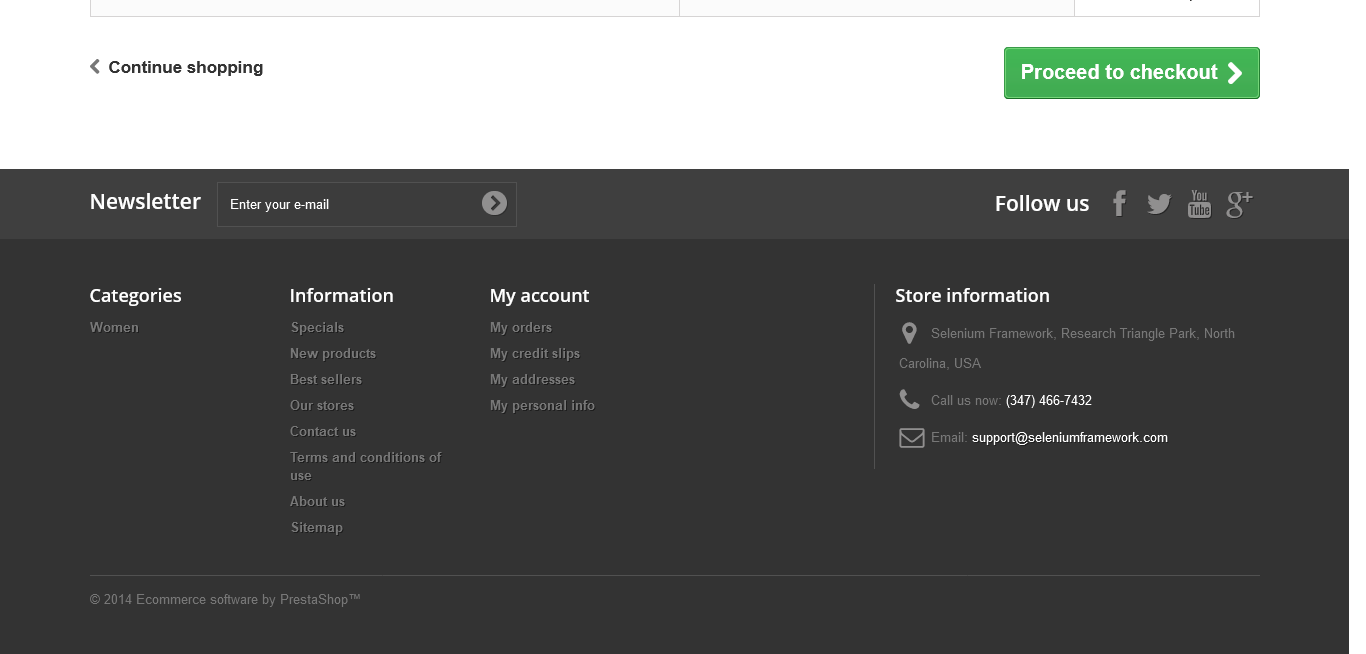 Continue shopping
Proceed to checkout
Newsletter
Enter your e-mail
Follow us
You
Tube
g+
Categories
Women
Information
Specials
New products
Best sellers
Our stores
Contact us
Terms and conditions of
use
About us
Sitemap
My account
My orders
My credit slips
My addresses
My personal info
Store information
Selenium Framework, Research Triangle Park, North
Carolina, USA
Call us now: (347) 466-7432
Email: support@seleniumframework.com
© 2014 Ecommerce software by PrestaShop™